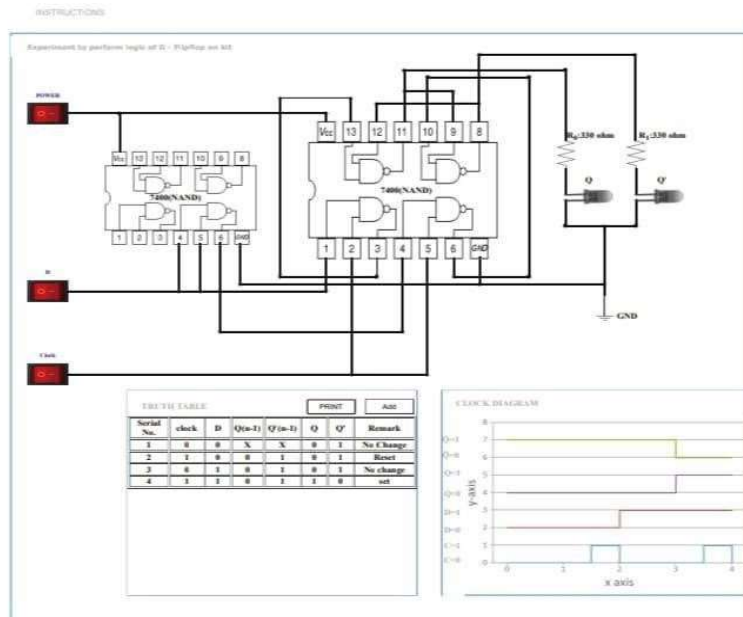 INSTRUCTIONS
Experiment to perform logic of D - Flipflop on kit
POWER
Vcc 13 12 11 10 9 8
R0:330 ohm
R1:330 ohm
Q
Q'
Vcc 13 12 11 10 9 8
7400(NAND)
7400(NAND)
1 2 3 4 5 6 GND
1 2 3 4 5 6 GND
D
GND
Clock
TRUTH TABLE
PRINT
Add
Serial No. clock D Q(n-1) Q'(n-1) Q Q' Remark
1 0 0 X X 0 1 No Change
2 1 0 0 1 0 1 Reset
3 0 1 0 1 0 1 No change
4 1 1 0 1 1 0 set
CLOCK DIAGRAM
Q=0
D=1
D=0
C=1
C=0
y-axis
8
7
6
5
4
3
2
1
0
0 1 2 3 4
x axis